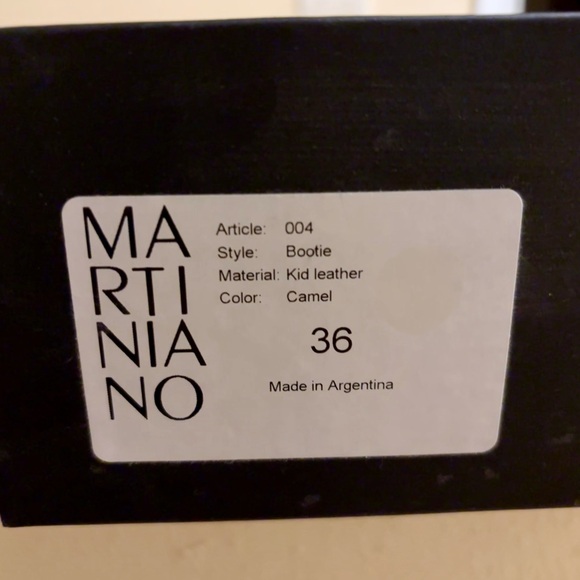 MA
RTI
NIA
NO
Article: 004
Style: Bootie
Material: Kid leather
Color: Camel
36
Made in Argentina